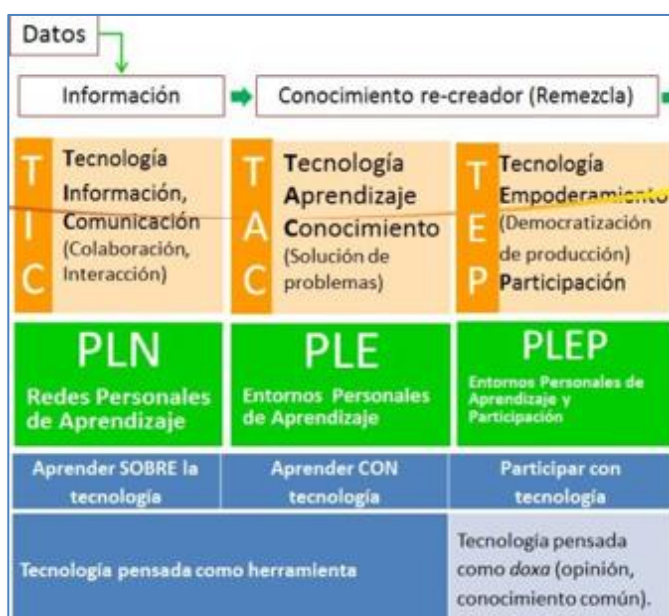 Datos
Información
Conocimiento re-creador (Remezcla)
T
I
C
Tecnología
Información,
Comunicación
(Colaboración,
Interacción)
T
A
C
Tecnología
Aprendizaje
Conocimiento
(Solución de
problemas)
T
E
P
Tecnología
Empoderamiento
(Democratización
de producción)
Participación
PLN
Redes Personales
de Aprendizaje
PLE
Entornos Personales
de Aprendizaje
PLEP
Entornos Personales de
Aprendizaje y
Participación
Aprender SOBRE la
tecnología
Aprender CON
tecnología
Participar con
tecnología
Tecnología pensada como herramienta
Tecnología pensada
como doxa (opinión,
conocimiento común).